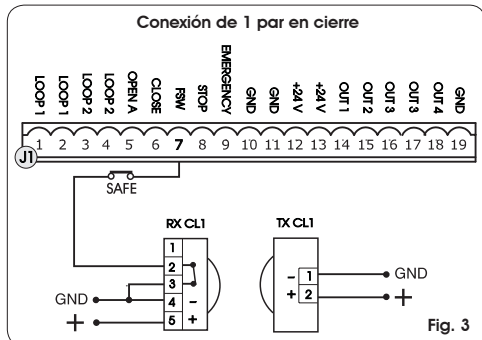 Conexión de 1 par en cierre
LOOP 1 LOOP 1 LOOP 2 LOOP 2 OPEN A CLOSE FSW STOP EMERGENCY GND GND +24 V +24 V OUT 1 OUT 2 OUT 3 OUT 3 OUT 4 GND
1 2 3 4 5 6 7 8 9 10 11 12 13 14 15 16 17 18 19
J1
SAFE
RX CL1
TX CL1
1
2
3
GND 4 -
+ 5 +
- 1 GND
+ 2 +
Fig. 3